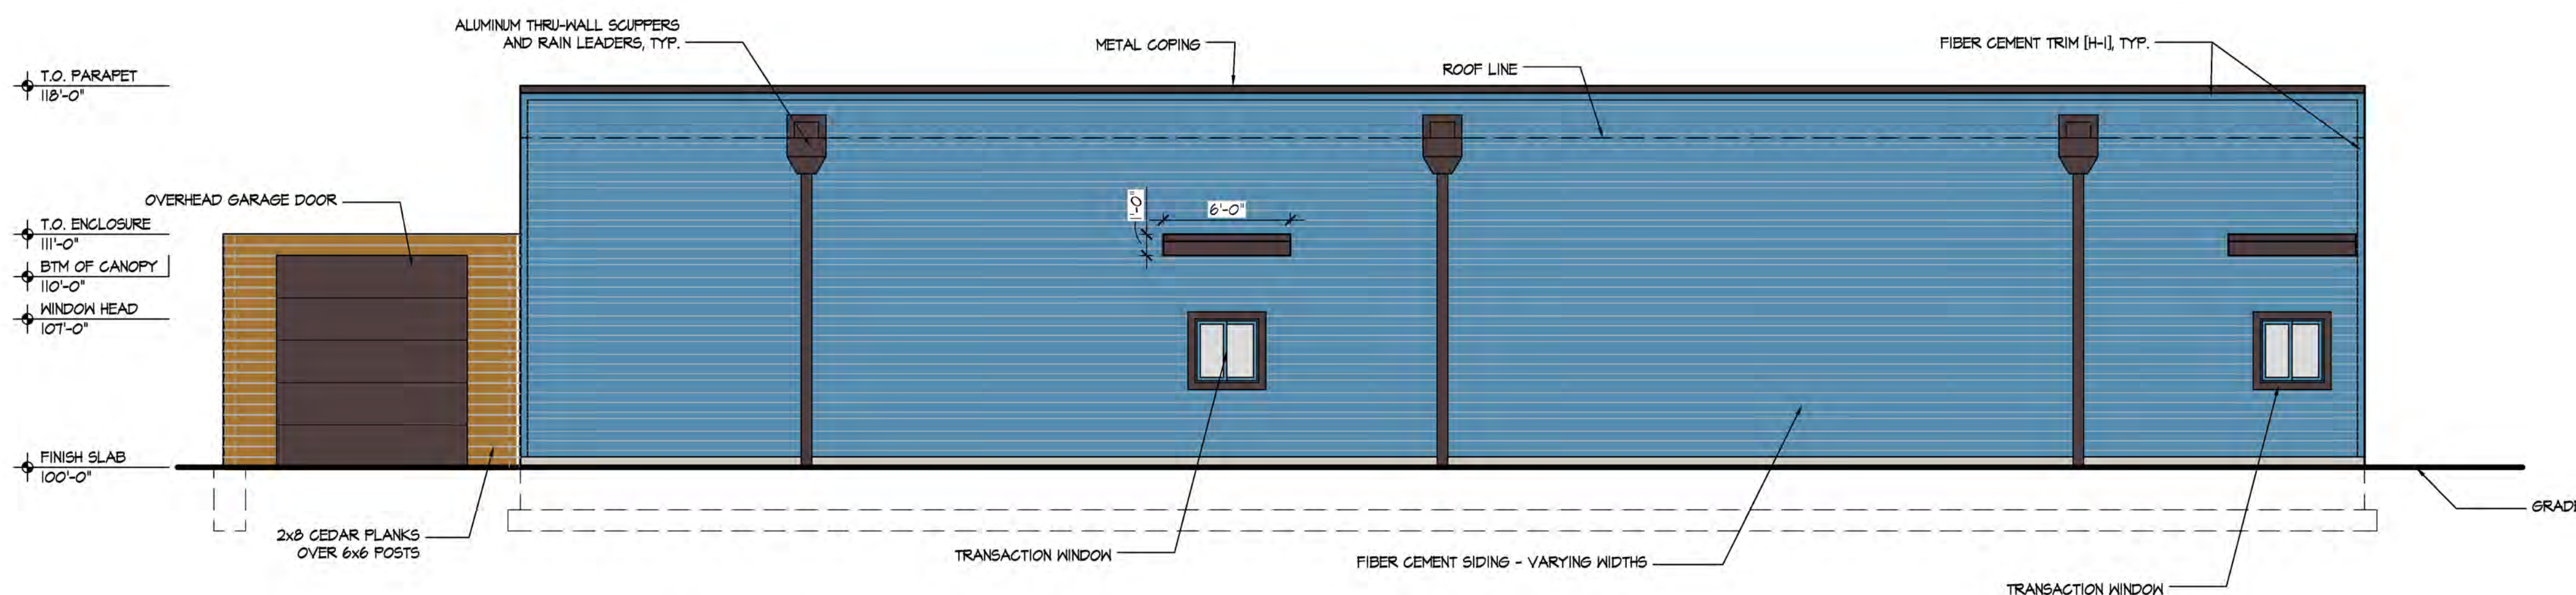 ALUMINUM THRU-WALL SCUPPERS
AND RAIN LEADERS, TYP.
METAL COPING
ROOF LINE
FIBER CEMENT TRIM [H-1], TYP.
T.O. PARAPET
118'-0"
OVERHEAD GARAGE DOOR
T.O. ENCLOSURE
111'-0"
BTM OF CANOPY
110'-0"
WINDOW HEAD
107'-0"
1'-0"
6'-0"
FINISH SLAB
100'-0"
2x8 CEDAR PLANKS
OVER 6x6 POSTS
TRANSACTION WINDOW
FIBER CEMENT SIDING - VARYING WIDTHS
TRANSACTION WINDOW